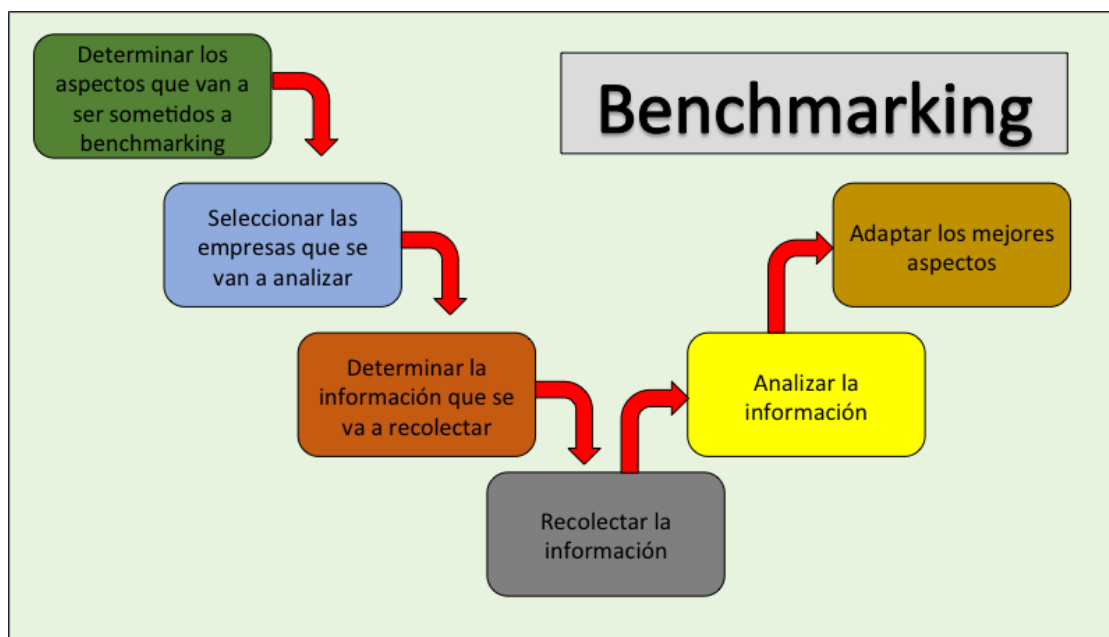 Benchmarking
Determinar los
aspectos que van a
ser sometidos a
benchmarking
Seleccionar las
empresas que se
van a analizar
Determinar la
información que se
va a recolectar
Recolectar la
información
Analizar la
información
Adaptar los mejores
aspectos